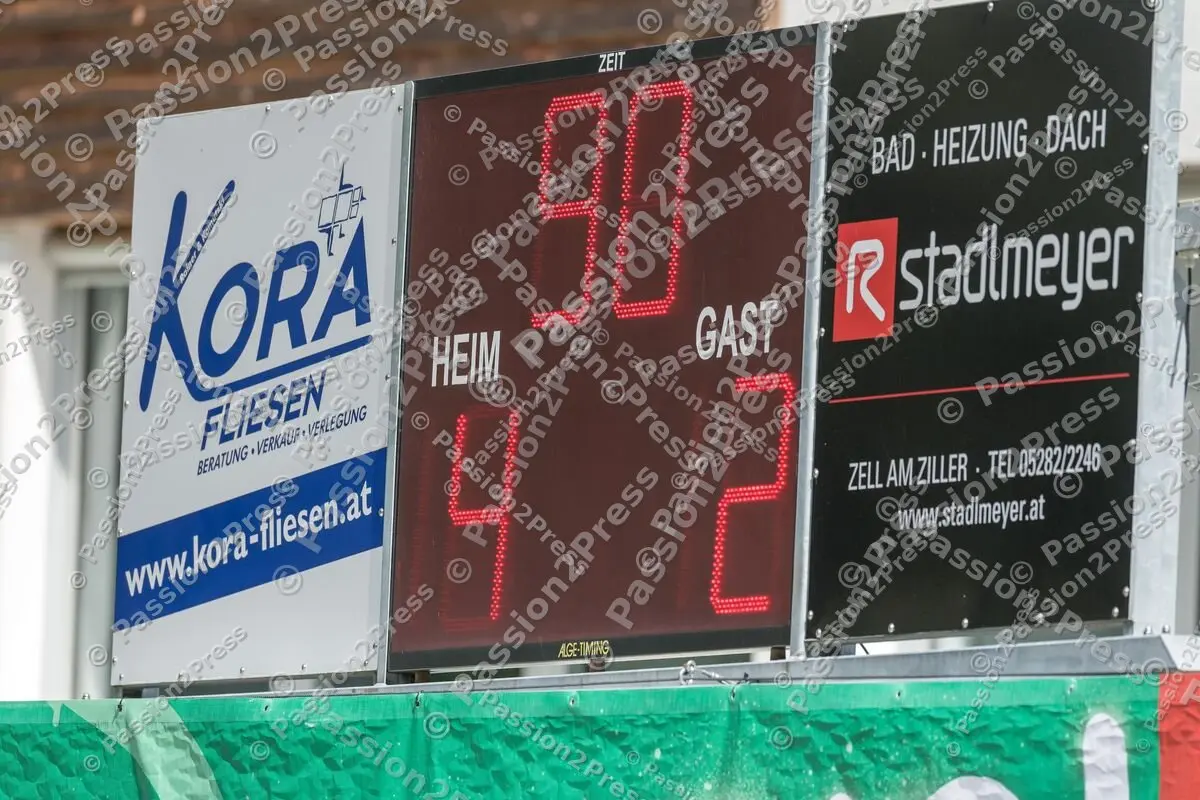 KORA
FLIESEN
BERATUNG · VERKAUF · VERLEGUNG
www.kora-fliesen.at
ZEIT
90
HEIM
GAST
4
2
ALGE-TIMING
BAD · HEIZUNG · DACH
R stadlmeyer
ZELL AM ZILLER · TEL 05282/2246
www.stadlmeyer.at
© Passion2Press